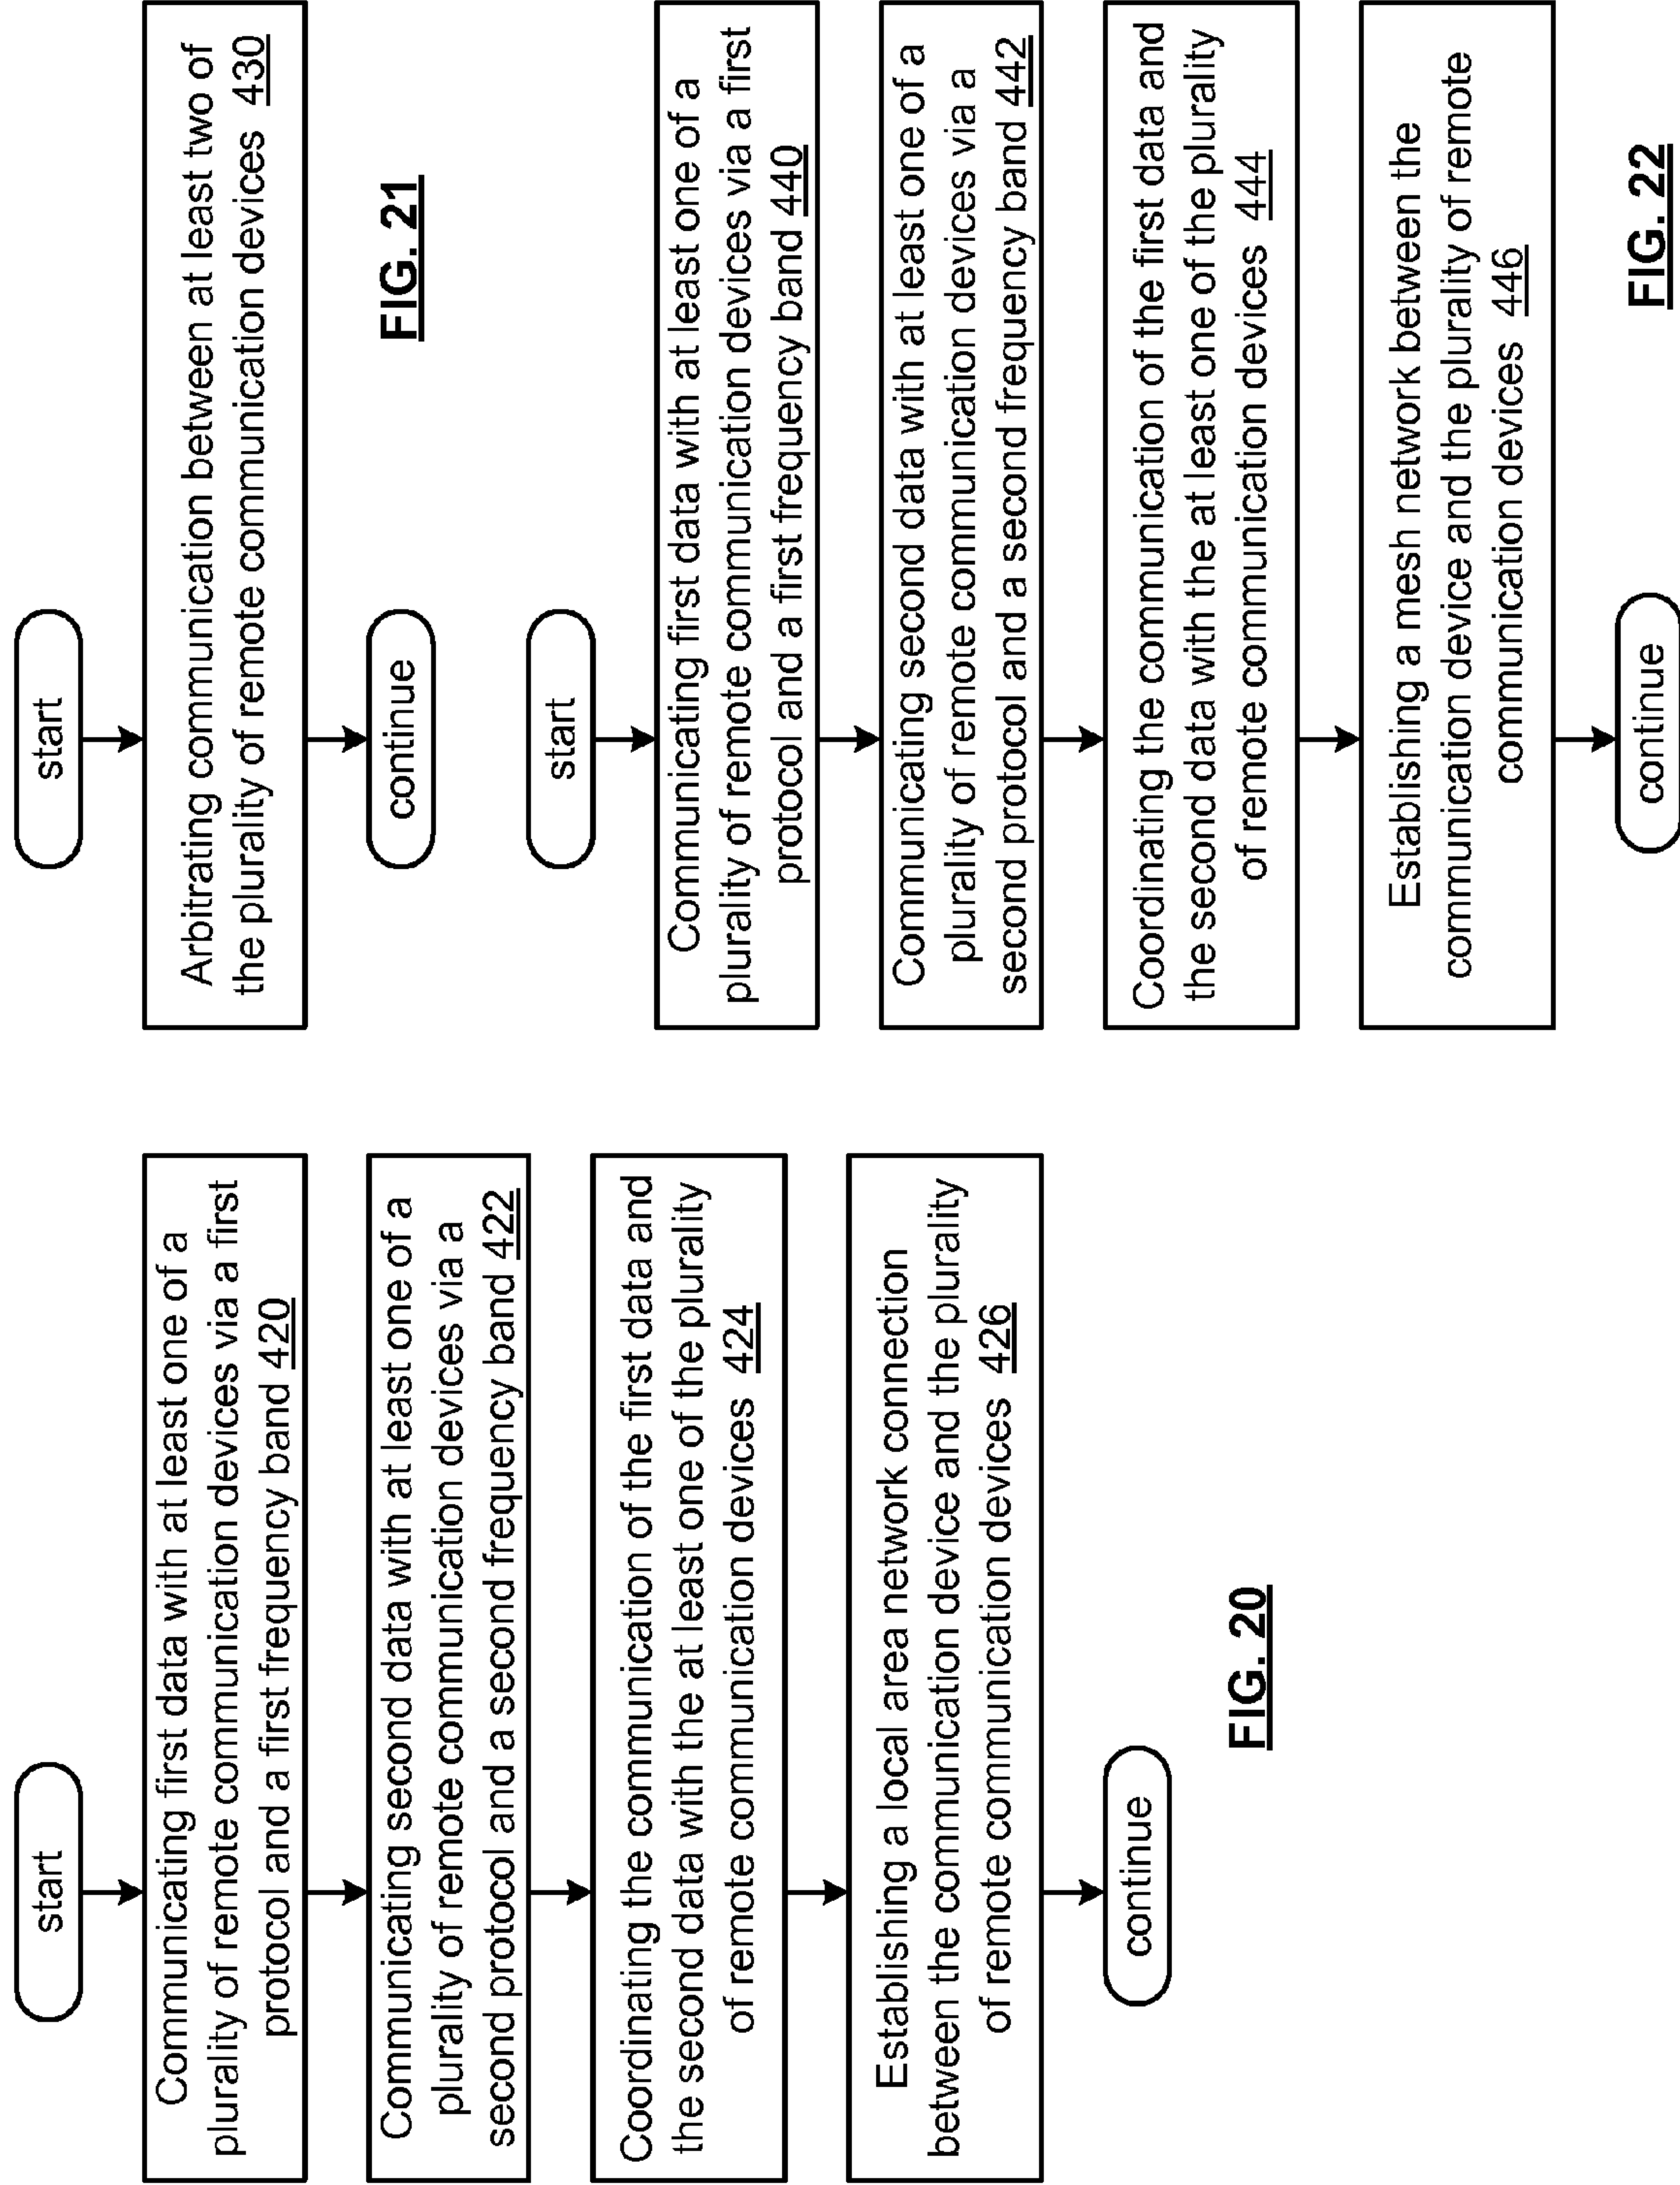 start
Communicating first data with at least one of a
plurality of remote communication devices via a first
protocol and a first frequency band 420
Communicating second data with at least one of a
plurality of remote communication devices via a
second protocol and a second frequency band 422
Coordinating the communication of the first data and
the second data with the at least one of the plurality
of remote communication devices 424
Establishing a local area network connection
between the communication device and the plurality
of remote communication devices 426
continue
FIG. 20
start
Arbitrating communication between at least two of
the plurality of remote communication devices 430
continue
FIG. 21
start
Communicating first data with at least one of a
plurality of remote communication devices via a first
protocol and a first frequency band 440
Communicating second data with at least one of a
plurality of remote communication devices via a
second protocol and a second frequency band 442
Coordinating the communication of the first data and
the second data with the at least one of the plurality
of remote communication devices 444
Establishing a mesh network between the
communication device and the plurality of remote
communication devices 446
continue
FIG. 22